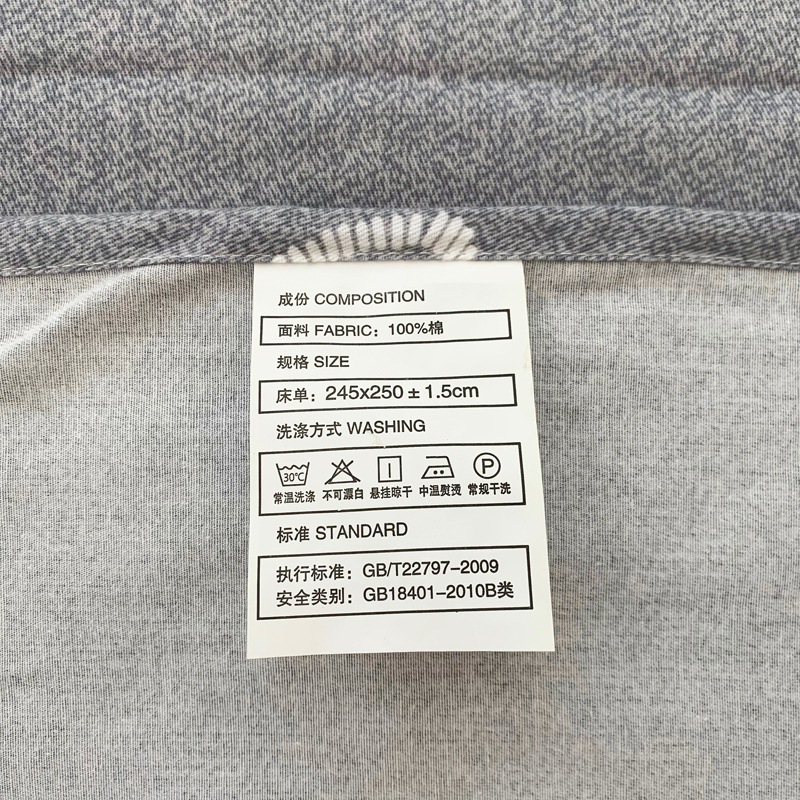 成份 COMPOSITION
面料 FABRIC：100%棉
规格 SIZE
床单：245x250±1.5cm
洗涤方式 WASHING
30℃ P
常温洗涤 不可漂白 悬挂晾干 中温熨烫 常规干洗
标准 STANDARD
执行标准：GB/T22797-2009
安全类别：GB18401-2010B类